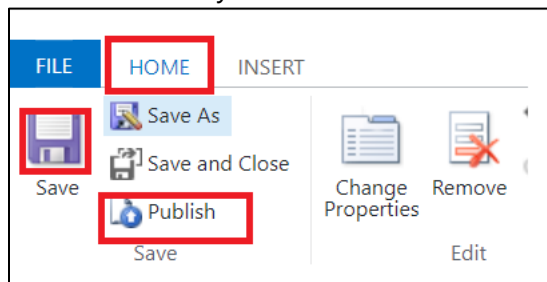 FILE HOME INSERT
Save As
Save and Close
Save Change Remove
Publish Properties
Save Edit